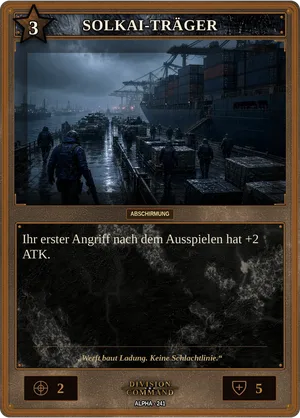 3
SOLKAI-TRÄGER
ABSCHIRMUNG
Ihr erster Angriff nach dem Ausspielen hat +2
ATK.
„Werft baut Ladung. Keine Schlachtlinie.“
2
DIVISION
COMMAND
ALPHA · 241
5